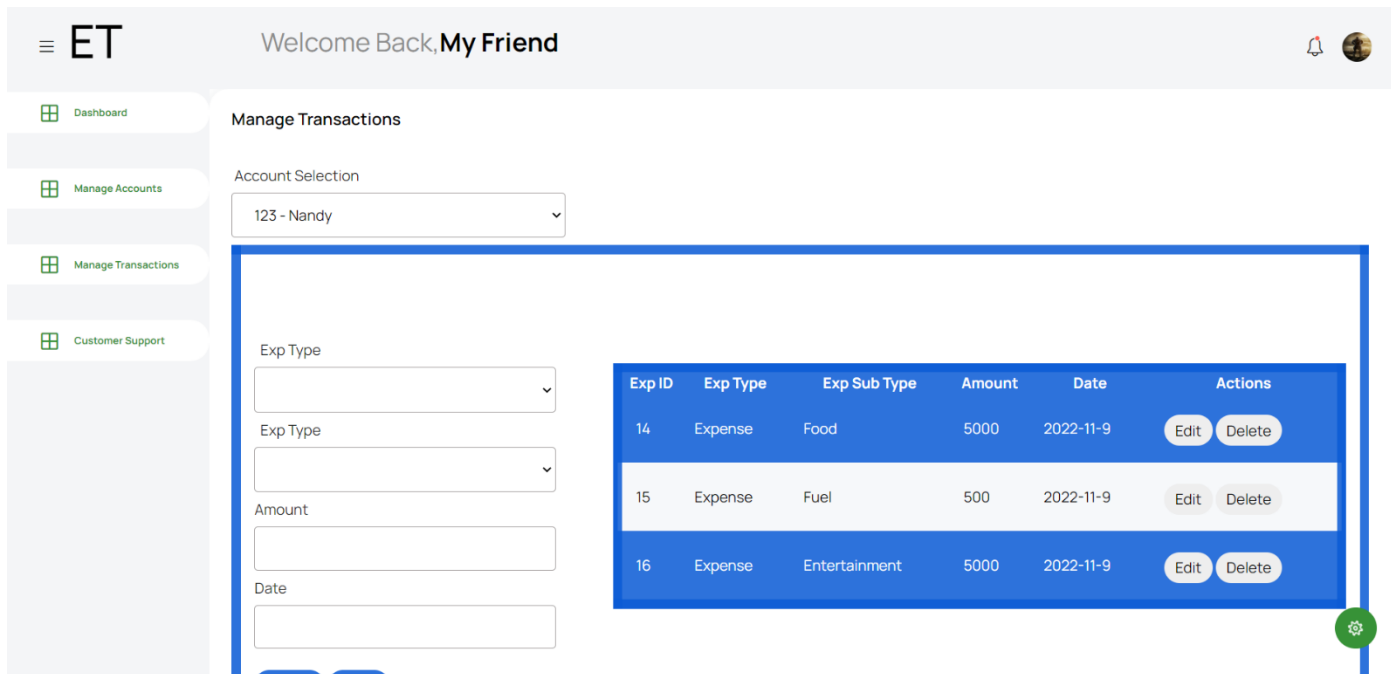 ET
Welcome Back,My Friend
Dashboard
Manage Accounts
Manage Transactions
Customer Support
Manage Transactions
Account Selection
123 - Nandy
Exp Type
Exp Type
Amount
Date
Exp ID Exp Type Exp Sub Type Amount Date Actions
14 Expense Food 5000 2022-11-9 Edit Delete
15 Expense Fuel 500 2022-11-9 Edit Delete
16 Expense Entertainment 5000 2022-11-9 Edit Delete